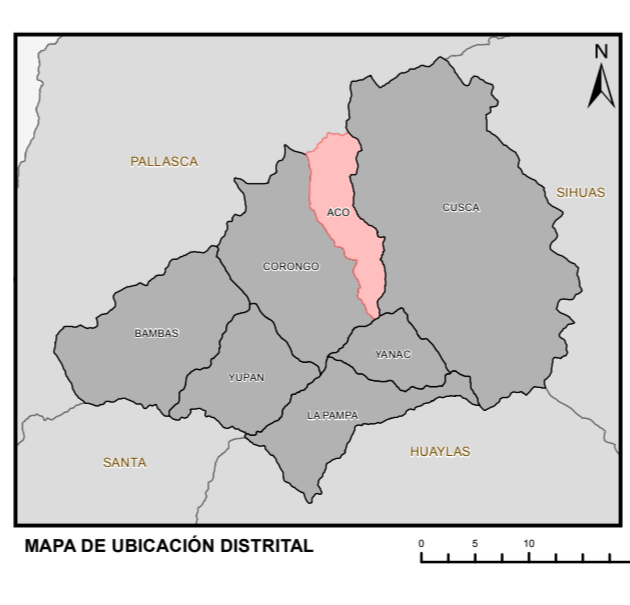 N
PALLASCA
SIHUAS
CUSCA
ACO
CORONGO
BAMBAS
YANAC
YUPAN
LA PAMPA
HUAYLAS
SANTA
MAPA DE UBICACIÓN DISTRITAL
0 5 10